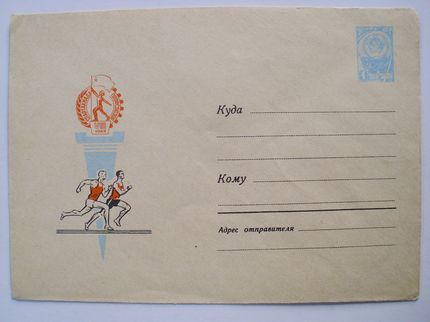 Куда
Кому
Адрес отправителя